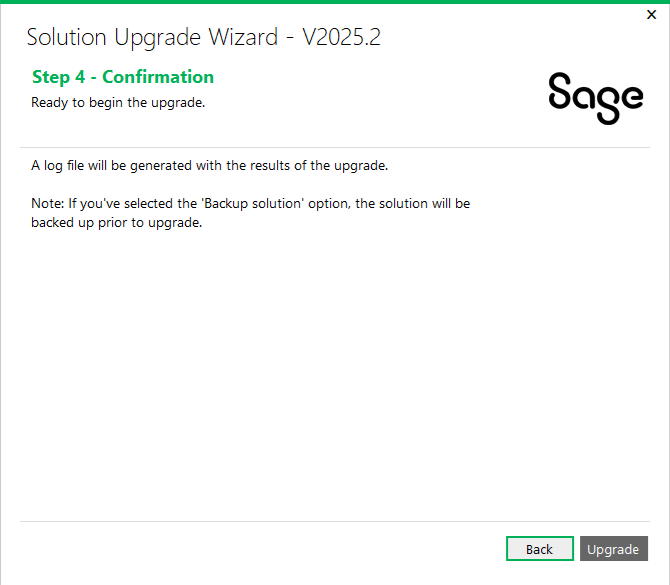 Solution Upgrade Wizard - V2025.2
Step 4 - Confirmation
Ready to begin the upgrade.
Sage
A log file will be generated with the results of the upgrade.
Note: If you've selected the 'Backup solution' option, the solution will be
backed up prior to upgrade.
Back
Upgrade